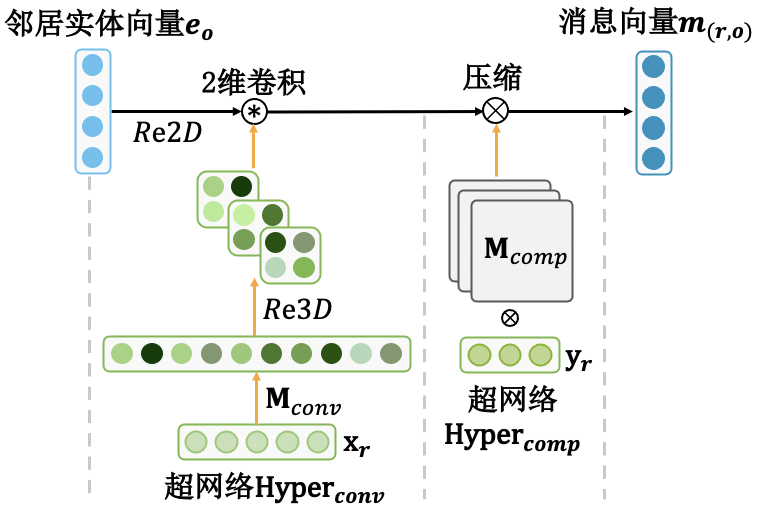 邻居实体向量e_o
消息向量m_(r,o)
2维卷积
压缩
*
Re2D
M_comp
Re3D
y_r
M_conv
超网络
Hyper_comp
x_r
超网络Hyper_conv